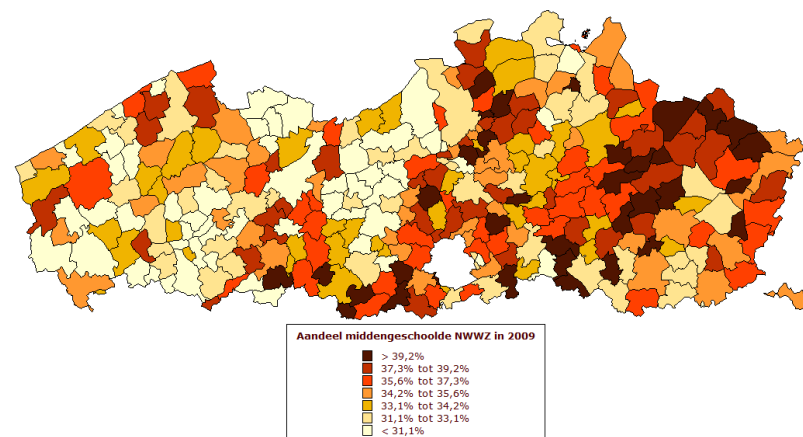 Aandeel middengeschoolde NWWZ in 2009
> 39,2%
37,3% tot 39,2%
35,6% tot 37,3%
34,2% tot 35,6%
33,1% tot 34,2%
31,1% tot 33,1%
< 31,1%